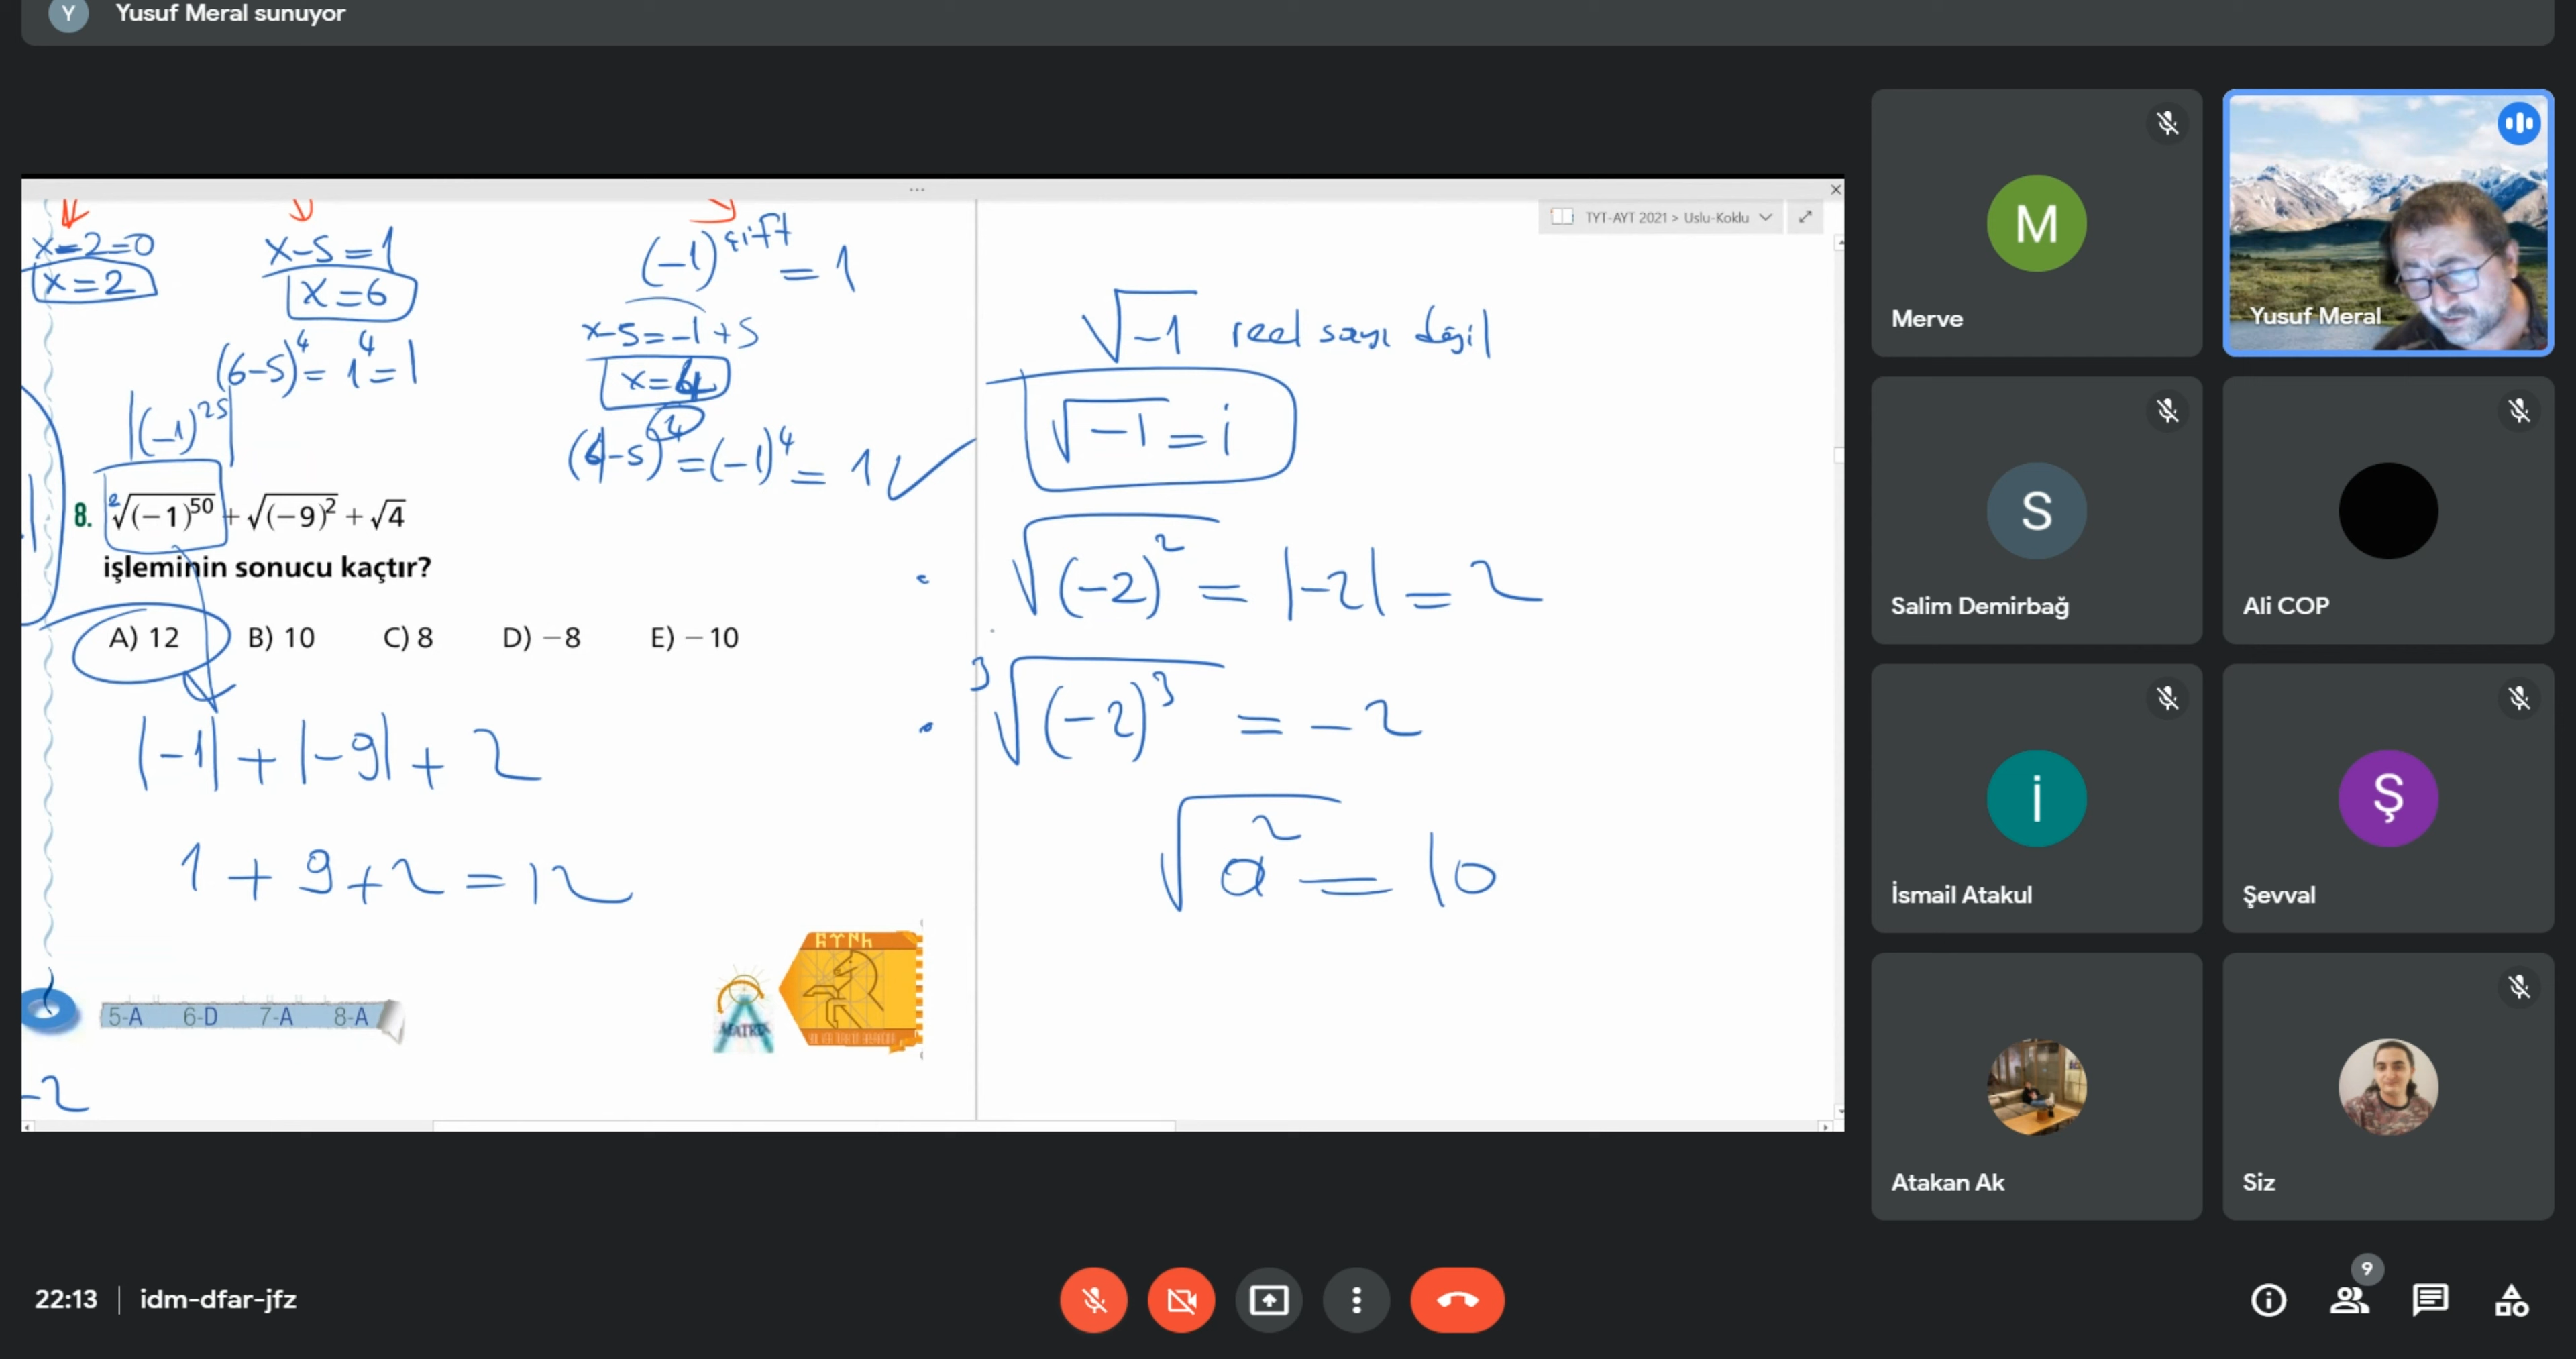 Y Yusuf Meral sunuyor
TYT-AYT 2021 > Uslu-Koklu
x-2=0
x=2
x-5=1
x=6
(6-5)⁴ = 1⁴ = 1
(-1)^çift = 1
x-5=-1+5
x=4
4
(4-5) =(-1)⁴ = 1 ✓
|(-1)²⁵|
8. ²√(-1)⁵⁰ + √(-9)² + √4
işleminin sonucu kaçtır?
A) 12 B) 10 C) 8 D) -8 E) -10
|-1| + |-9| + 2
1 + 9 + 2 = 12
5-A 6-D 7-A 8-A
MATRİX
-2
√-1 reel sayı değil
√-1 = i
· √(-2)² = |-2| = 2
· ³√(-2)³ = -2
√a² = 10
M
Merve
Yusuf Meral
S
Salim Demirbağ
Ali COP
i
İsmail Atakul
Ş
Şevval
Atakan Ak
Siz
22:13 | idm-dfar-jfz
9